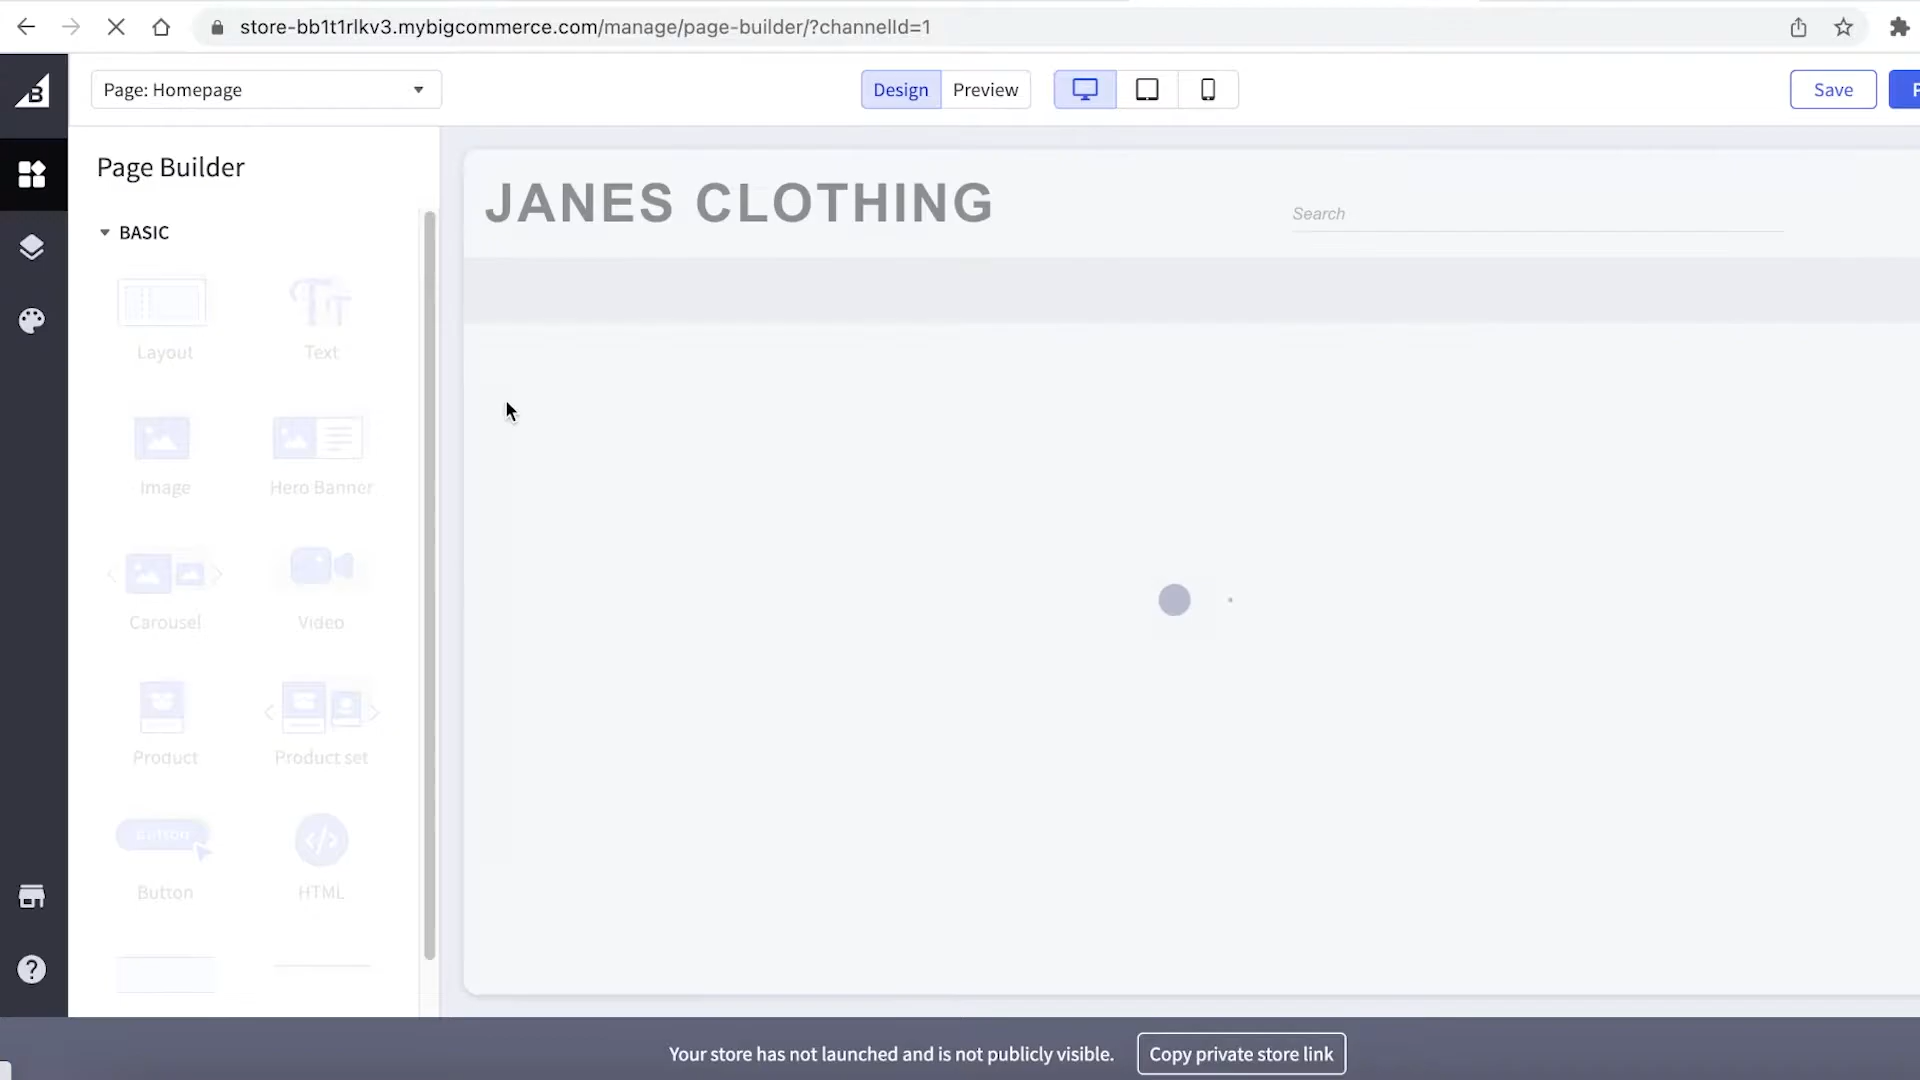 store-bb1t1rlkv3.mybigcommerce.com/manage/page-builder/?channelId=1
Page: Homepage
Design
Preview
Save
P
Page Builder
BASIC
Layout
Text
Image
Hero Banner
Carousel
Video
Product
Product set
Button
Button
HTML
JANES CLOTHING
Search
Your store has not launched and is not publicly visible.
Copy private store link